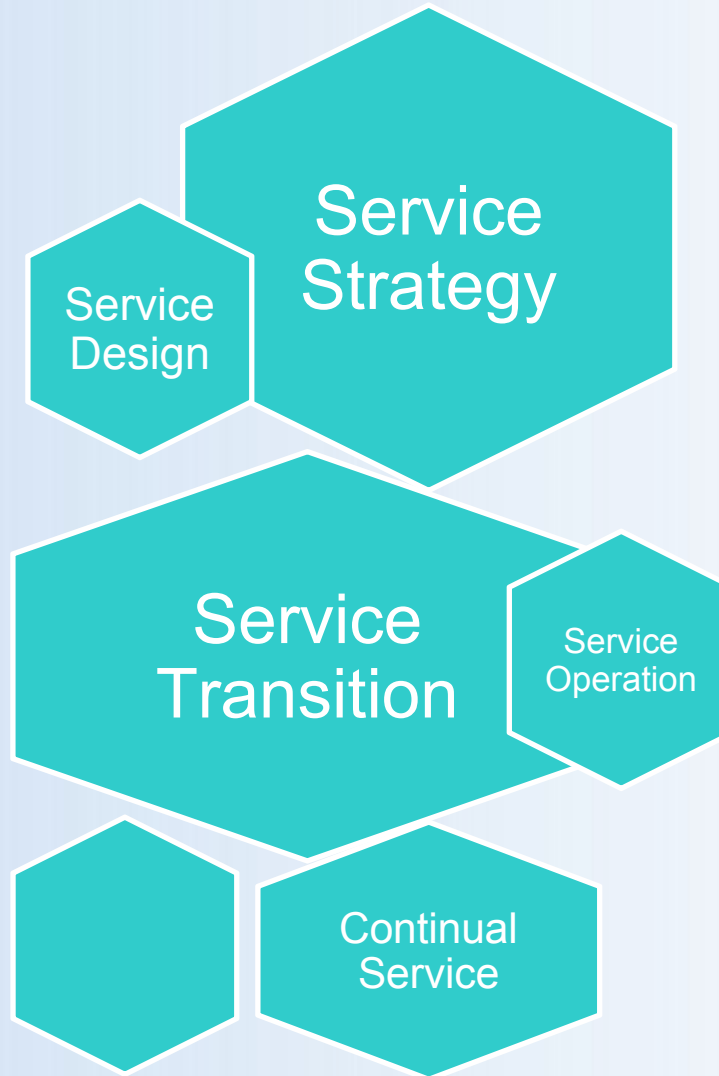 Service
Strategy
Service
Design
Service
Transition
Service
Operation
Continual
Service